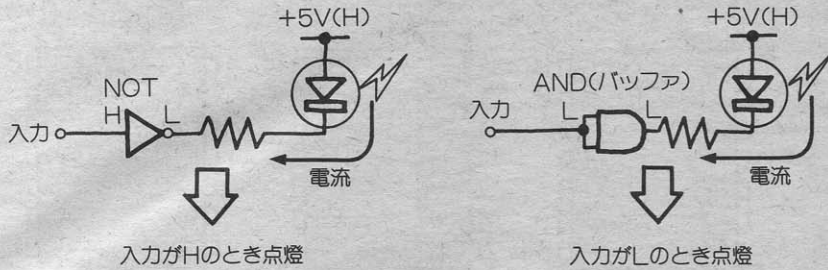 +5V(H)
NOT
H
L
入力
電流
入力がHのとき点燈
+5V(H)
AND(バッファ)
L
L
入力
電流
入力がLのとき点燈